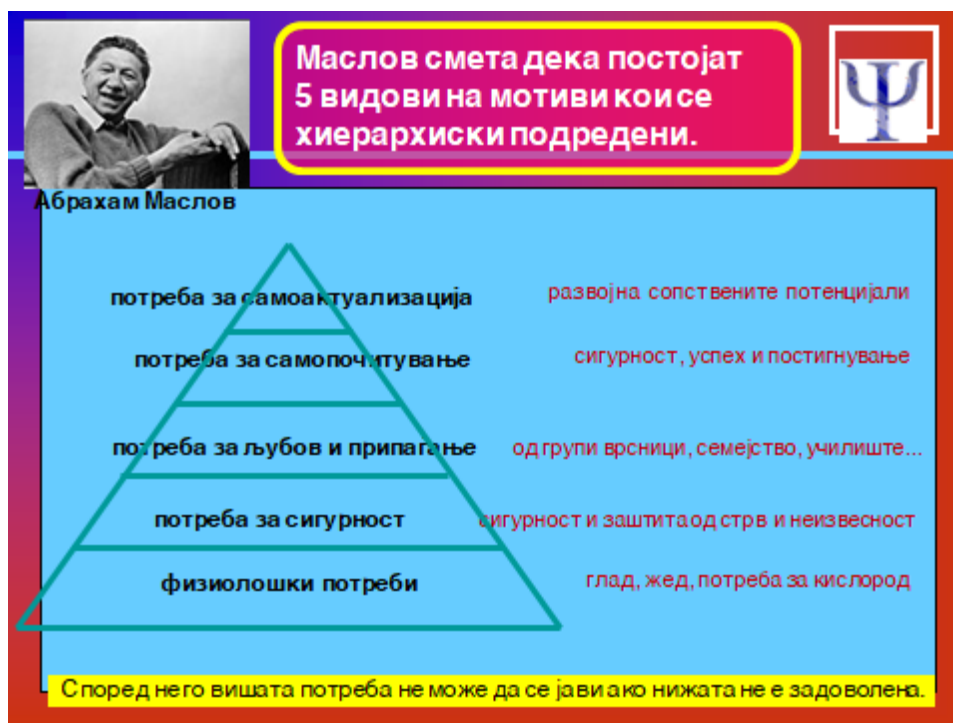 Маслов смета дека постојат
5 видови на мотиви кои се
хиерархиски подредени.
Ψ
Абрахам Маслов
потреба за самоактуализација
развој на сопствените потенцијали
потреба за самопочитување
сигурност, успех и постигнување
потреба за љубов и припаѓање
од групи врсници, семејство, училиште...
потреба за сигурност
сигурност и заштита од стрв и неизвесност
физиолошки потреби
глад, жед, потреба за кислород
Според него вишата потреба не може да се јави ако нижата не е задоволена.